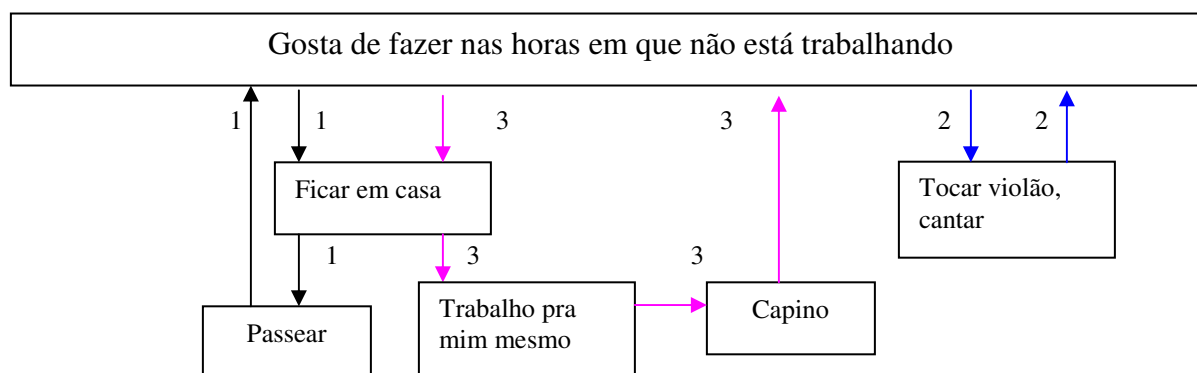 Gosta de fazer nas horas em que não está trabalhando
1 1 3 3 2 2
Ficar em casa
Tocar violão,
cantar
1 3 3
Passear
Trabalho pra
mim mesmo
Capino